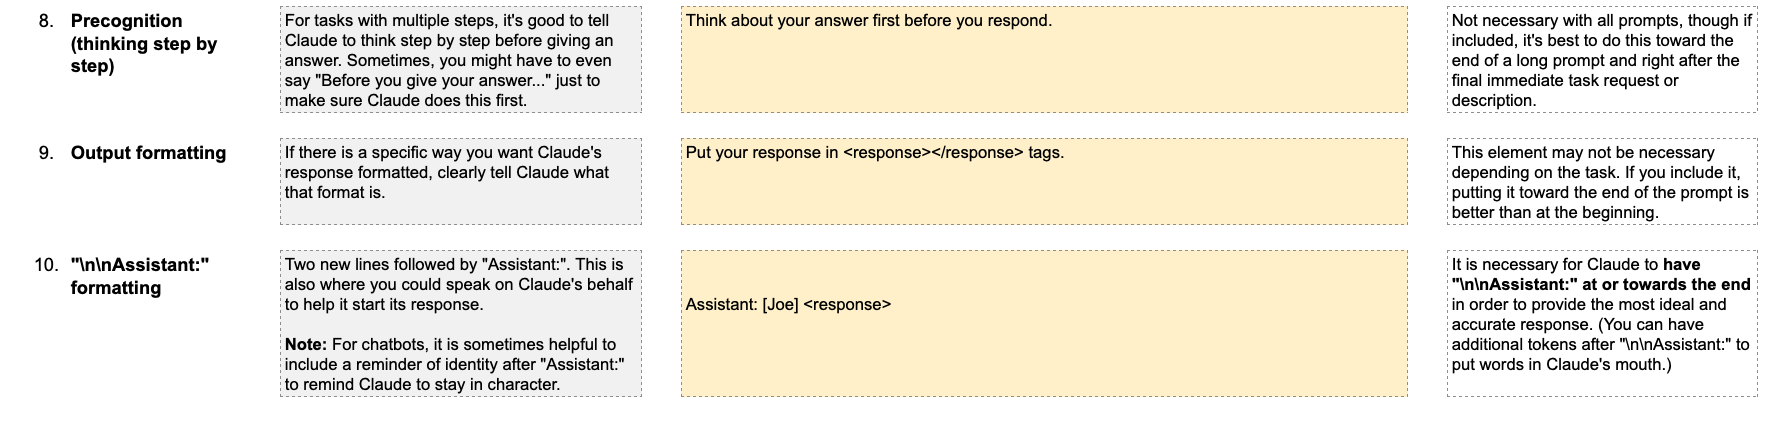 8. Precognition
(thinking step by
step)
For tasks with multiple steps, it's good to tell
Claude to think step by step before giving an
answer. Sometimes, you might have to even
say "Before you give your answer..." just to
make sure Claude does this first.
Think about your answer first before you respond.
Not necessary with all prompts, though if
included, it's best to do this toward the
end of a long prompt and right after the
final immediate task request or
description.
9. Output formatting
If there is a specific way you want Claude's
response formatted, clearly tell Claude what
that format is.
Put your response in <response></response> tags.
This element may not be necessary
depending on the task. If you include it,
putting it toward the end of the prompt is
better than at the beginning.
10. "\n\nAssistant:"
formatting
Two new lines followed by "Assistant:". This is
also where you could speak on Claude's behalf
to help it start its response.
Note: For chatbots, it is sometimes helpful to
include a reminder of identity after "Assistant:"
to remind Claude to stay in character.
Assistant: [Joe] <response>
It is necessary for Claude to have
"\n\nAssistant:" at or towards the end
in order to provide the most ideal and
accurate response. (You can have
additional tokens after "\n\nAssistant:" to
put words in Claude's mouth.)